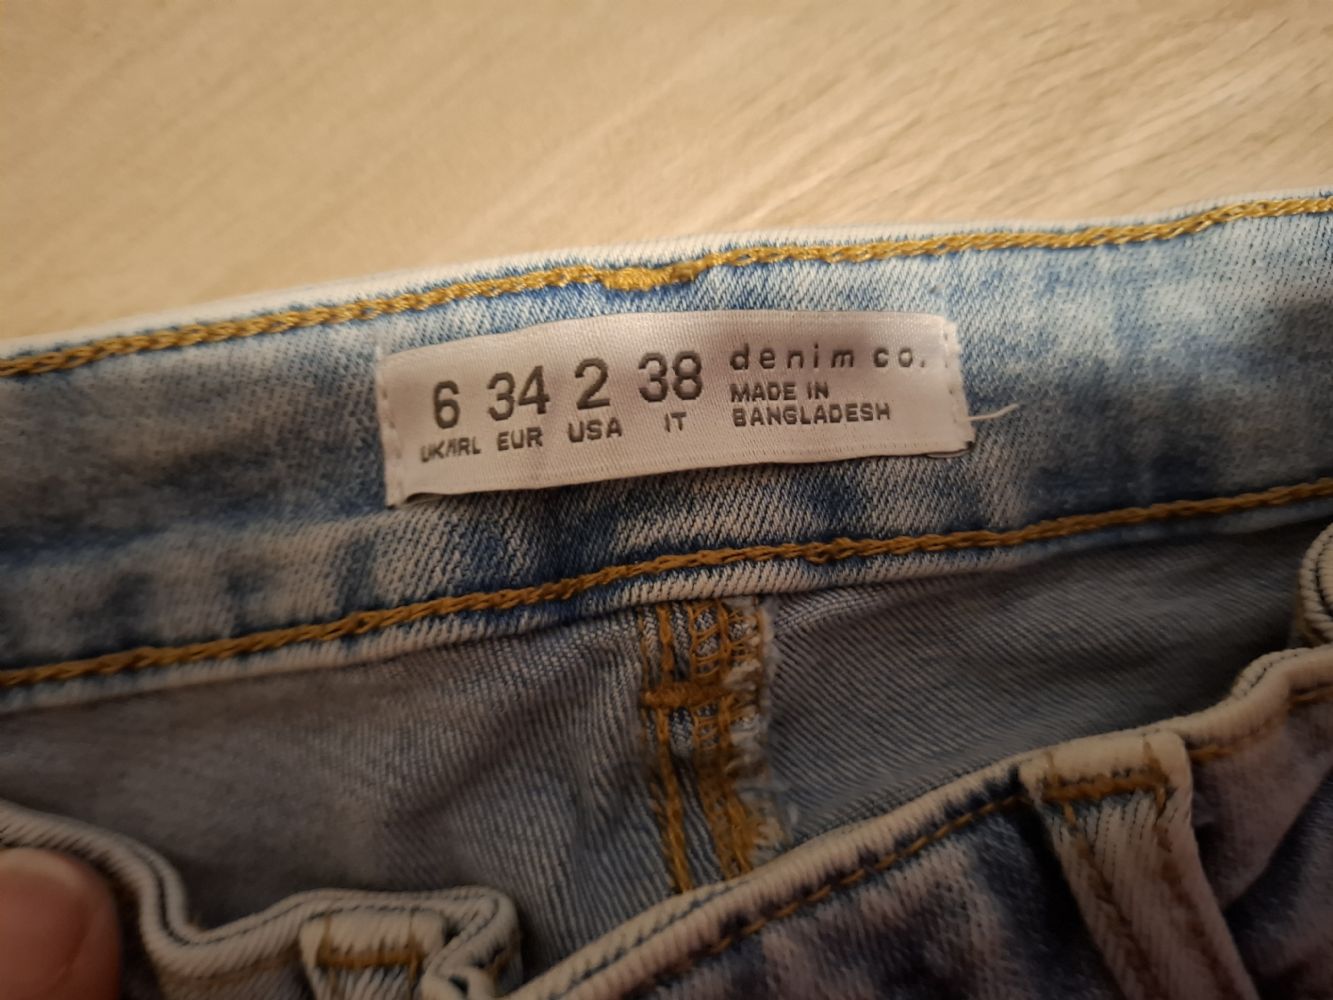 6 34 2 38 denim co.
UK/IRL EUR USA IT MADE IN
BANGLADESH